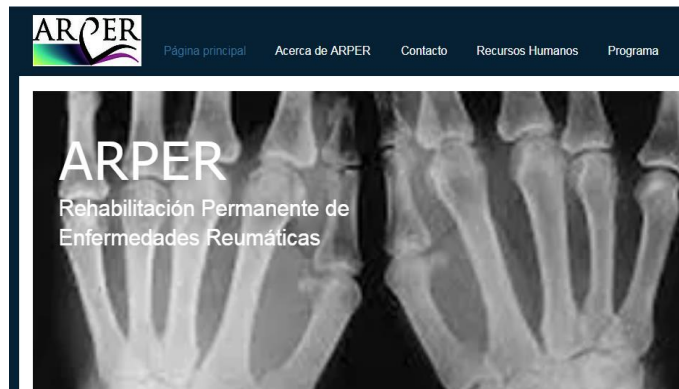 ARPER
Página principal Acerca de ARPER Contacto Recursos Humanos Programa
ARPER
Rehabilitación Permanente de
Enfermedades Reumáticas